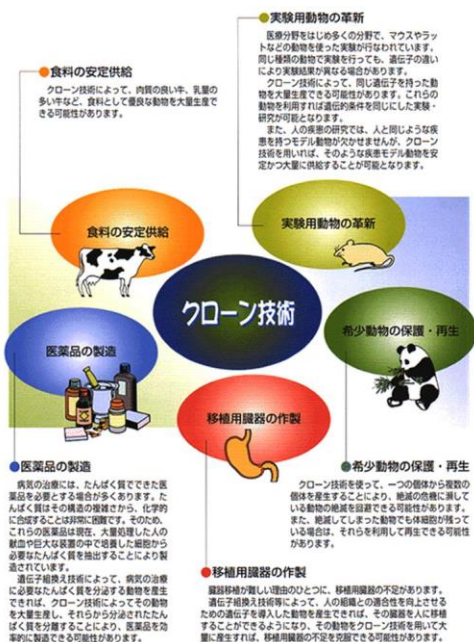 ●実験用動物の革新
医療分野をはじめ多くの分野で、マウスやラッ
トなどの動物を使った実験が行なわれています。
同じ種類の動物で実験を行っても、遺伝子の違い
により実験結果が異なる場合があります。
クローン技術によって、同じ遺伝子を持った動
物を大量生産できる可能性があります。これらの
動物を利用すれば遺伝的条件を同じにした実験・
研究が可能となります。
また、人の疾患の研究では、人と同じような疾
患を持つモデル動物が欠かせませんが、クローン
技術を用いれば、そのような疾患モデル動物を安
定かつ大量に供給することが可能となります。
●食料の安定供給
クローン技術によって、肉質の良い牛、乳量の
多い牛など、食料として優良な動物を大量生産で
きる可能性があります。
食料の安定供給
実験用動物の革新
クローン技術
医薬品の製造
希少動物の保護・再生
移植用臓器の作製
●医薬品の製造
病気の治療には、たんぱく質でできた医
薬品を必要とする場合が多くあります。た
んぱく質はその構造の複雑さから、化学的
に合成することは非常に困難です。そのため、
これらの医薬品は現在、大量処理した人の
献血や巨大な装置の中で培養した細胞から
必要なたんぱく質を抽出することにより製
造されています。
遺伝子組換え技術によって、病気の治療
に必要なたんぱく質を分泌する動物を産生
できれば、クローン技術によってその動物
を大量生産し、それらから分泌されたたん
ぱく質を分離することにより、医薬品を効
率的に製造できる可能性があります。
●希少動物の保護・再生
クローン技術を使って、一つの個体から複数の
個体を産生することにより、絶滅の危機に瀕して
いる動物の絶滅を回避できる可能性があります。
また、絶滅してしまった動物でも体細胞が残って
いる場合は、それらを利用して再生できる可能性
があります。
●移植用臓器の作製
臓器移植が難しい理由のひとつに、移植用臓器の不足があります。
遺伝子組換え技術等によって、人の組織との適合性を向上させる
ための遺伝子を導入した動物を産生できれば、その臓器を人に移植
することができるようになり、その動物をクローン技術を用いて大
量に産生すれば、移植用臓器の不足を克服できる可能性があります。